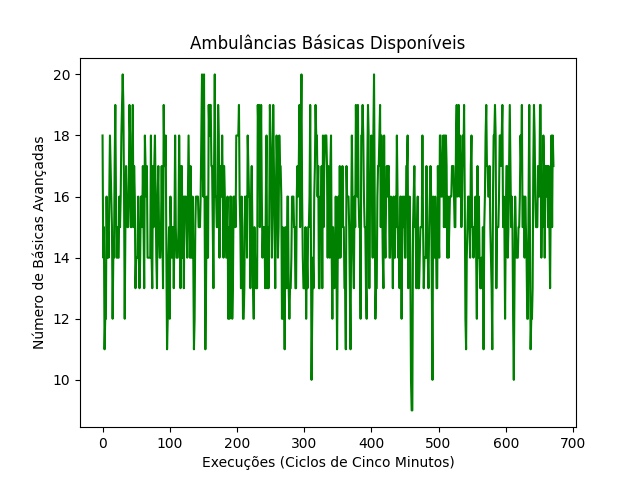 Ambulâncias Básicas Disponíveis
20
18
16
14
12
10
Número de Básicas Avançadas
0 100 200 300 400 500 600 700
Execuções (Ciclos de Cinco Minutos)